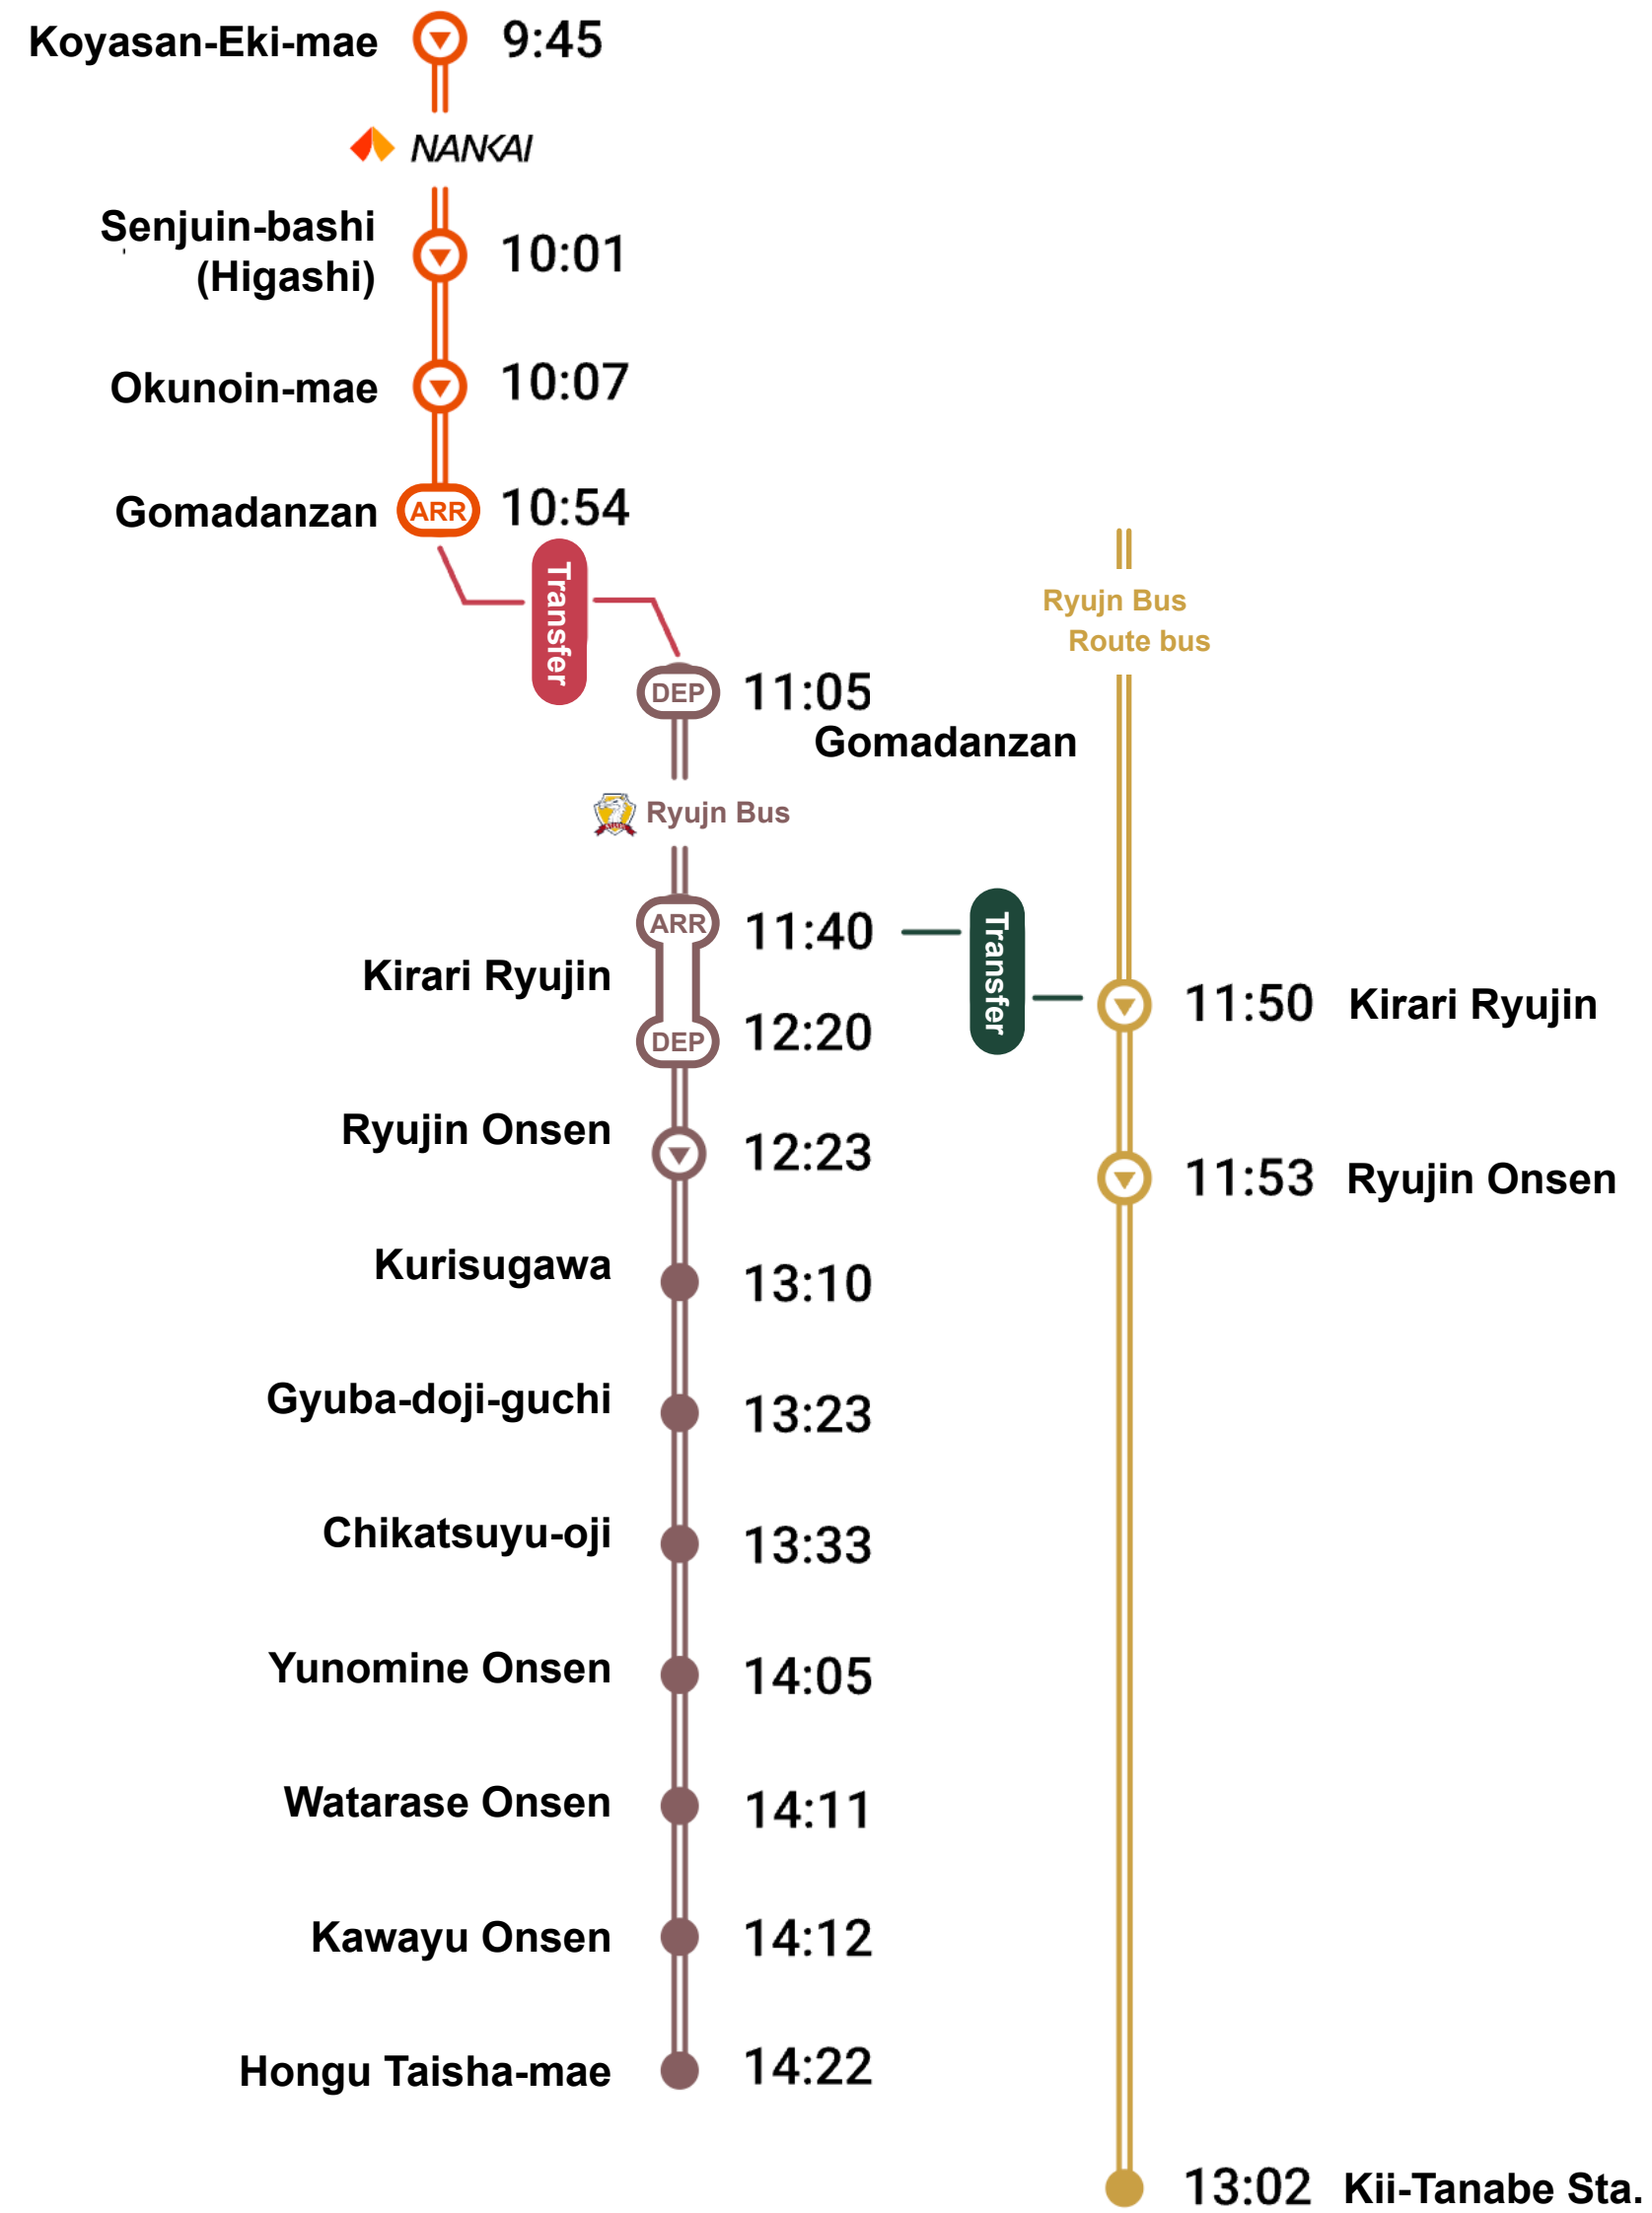 Koyasan-Eki-mae 9:45
NANKAI
Senjuin-bashi
(Higashi) 10:01
Okunoin-mae 10:07
Gomadanzan ARR 10:54
Transfer
Ryujn Bus
Route bus
DEP 11:05
Gomadanzan
Ryujn Bus
ARR 11:40
Transfer
Kirari Ryujin
11:50 Kirari Ryujin
DEP 12:20
Ryujin Onsen 12:23
11:53 Ryujin Onsen
Kurisugawa 13:10
Gyuba-doji-guchi 13:23
Chikatsuyu-oji 13:33
Yunomine Onsen 14:05
Watarase Onsen 14:11
Kawayu Onsen 14:12
Hongu Taisha-mae 14:22
13:02 Kii-Tanabe Sta.